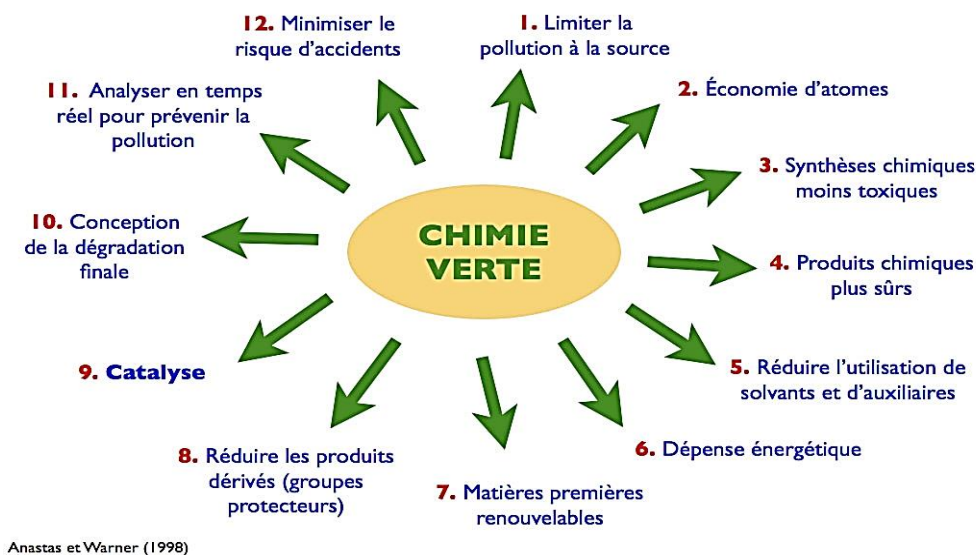 CHIMIE
VERTE
1. Limiter la
pollution à la source
2. Économie d'atomes
3. Synthèses chimiques
moins toxiques
4. Produits chimiques
plus sûrs
5. Réduire l'utilisation de
solvants et d'auxiliaires
6. Dépense énergétique
7. Matières premières
renouvelables
8. Réduire les produits
dérivés (groupes
protecteurs)
9. Catalyse
10. Conception
de la dégradation
finale
11. Analyser en temps
réel pour prévenir la
pollution
12. Minimiser le
risque d'accidents
Anastas et Warner (1998)